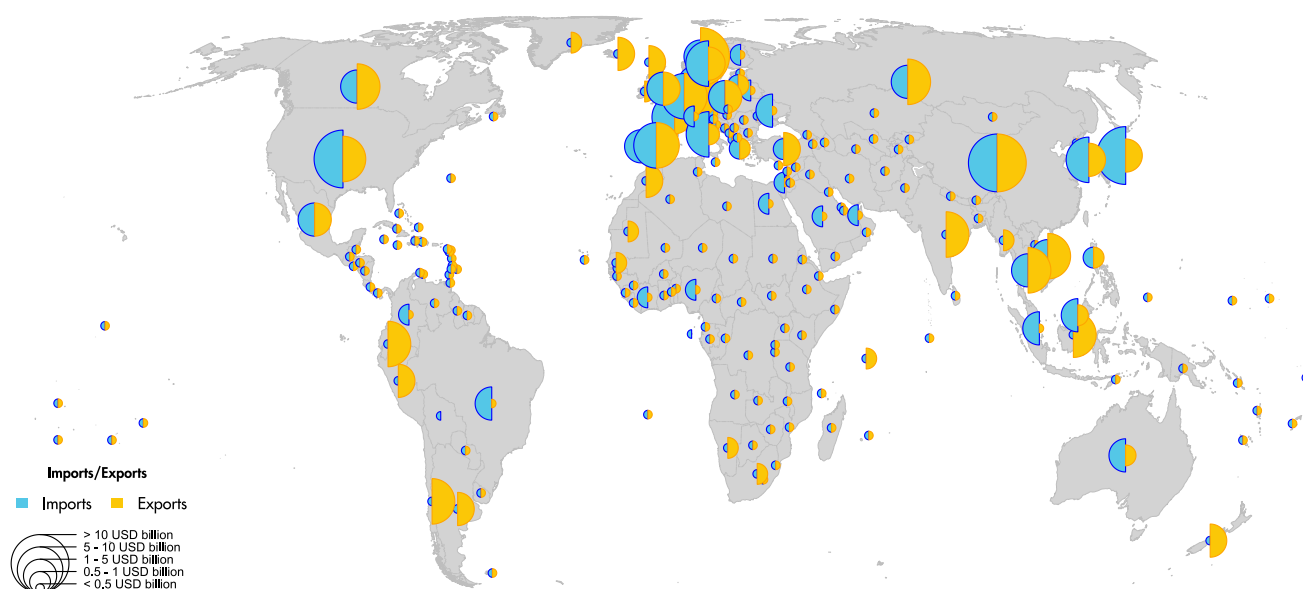 Imports/Exports
Imports Exports
> 10 USD billion
5 - 10 USD billion
1 - 5 USD billion
0.5 - 1 USD billion
< 0.5 USD billion